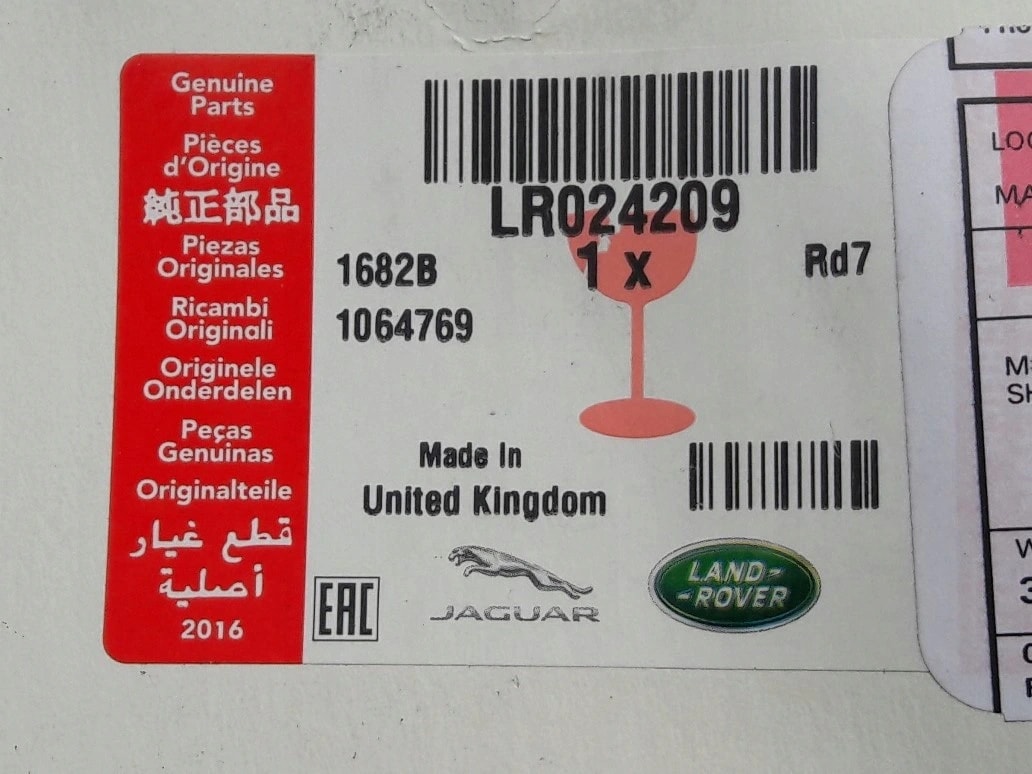 Genuine
Parts
Pièces
d'Origine
純正部品
Piezas
Originales
Ricambi
Originali
Originele
Onderdelen
Peças
Genuinas
Originalteile
قطع غيار
أصلية
2016
LR024209
1682B
1 x
Rd7
1064769
Made In
United Kingdom
EAC
JAGUAR
LAND-
-ROVER